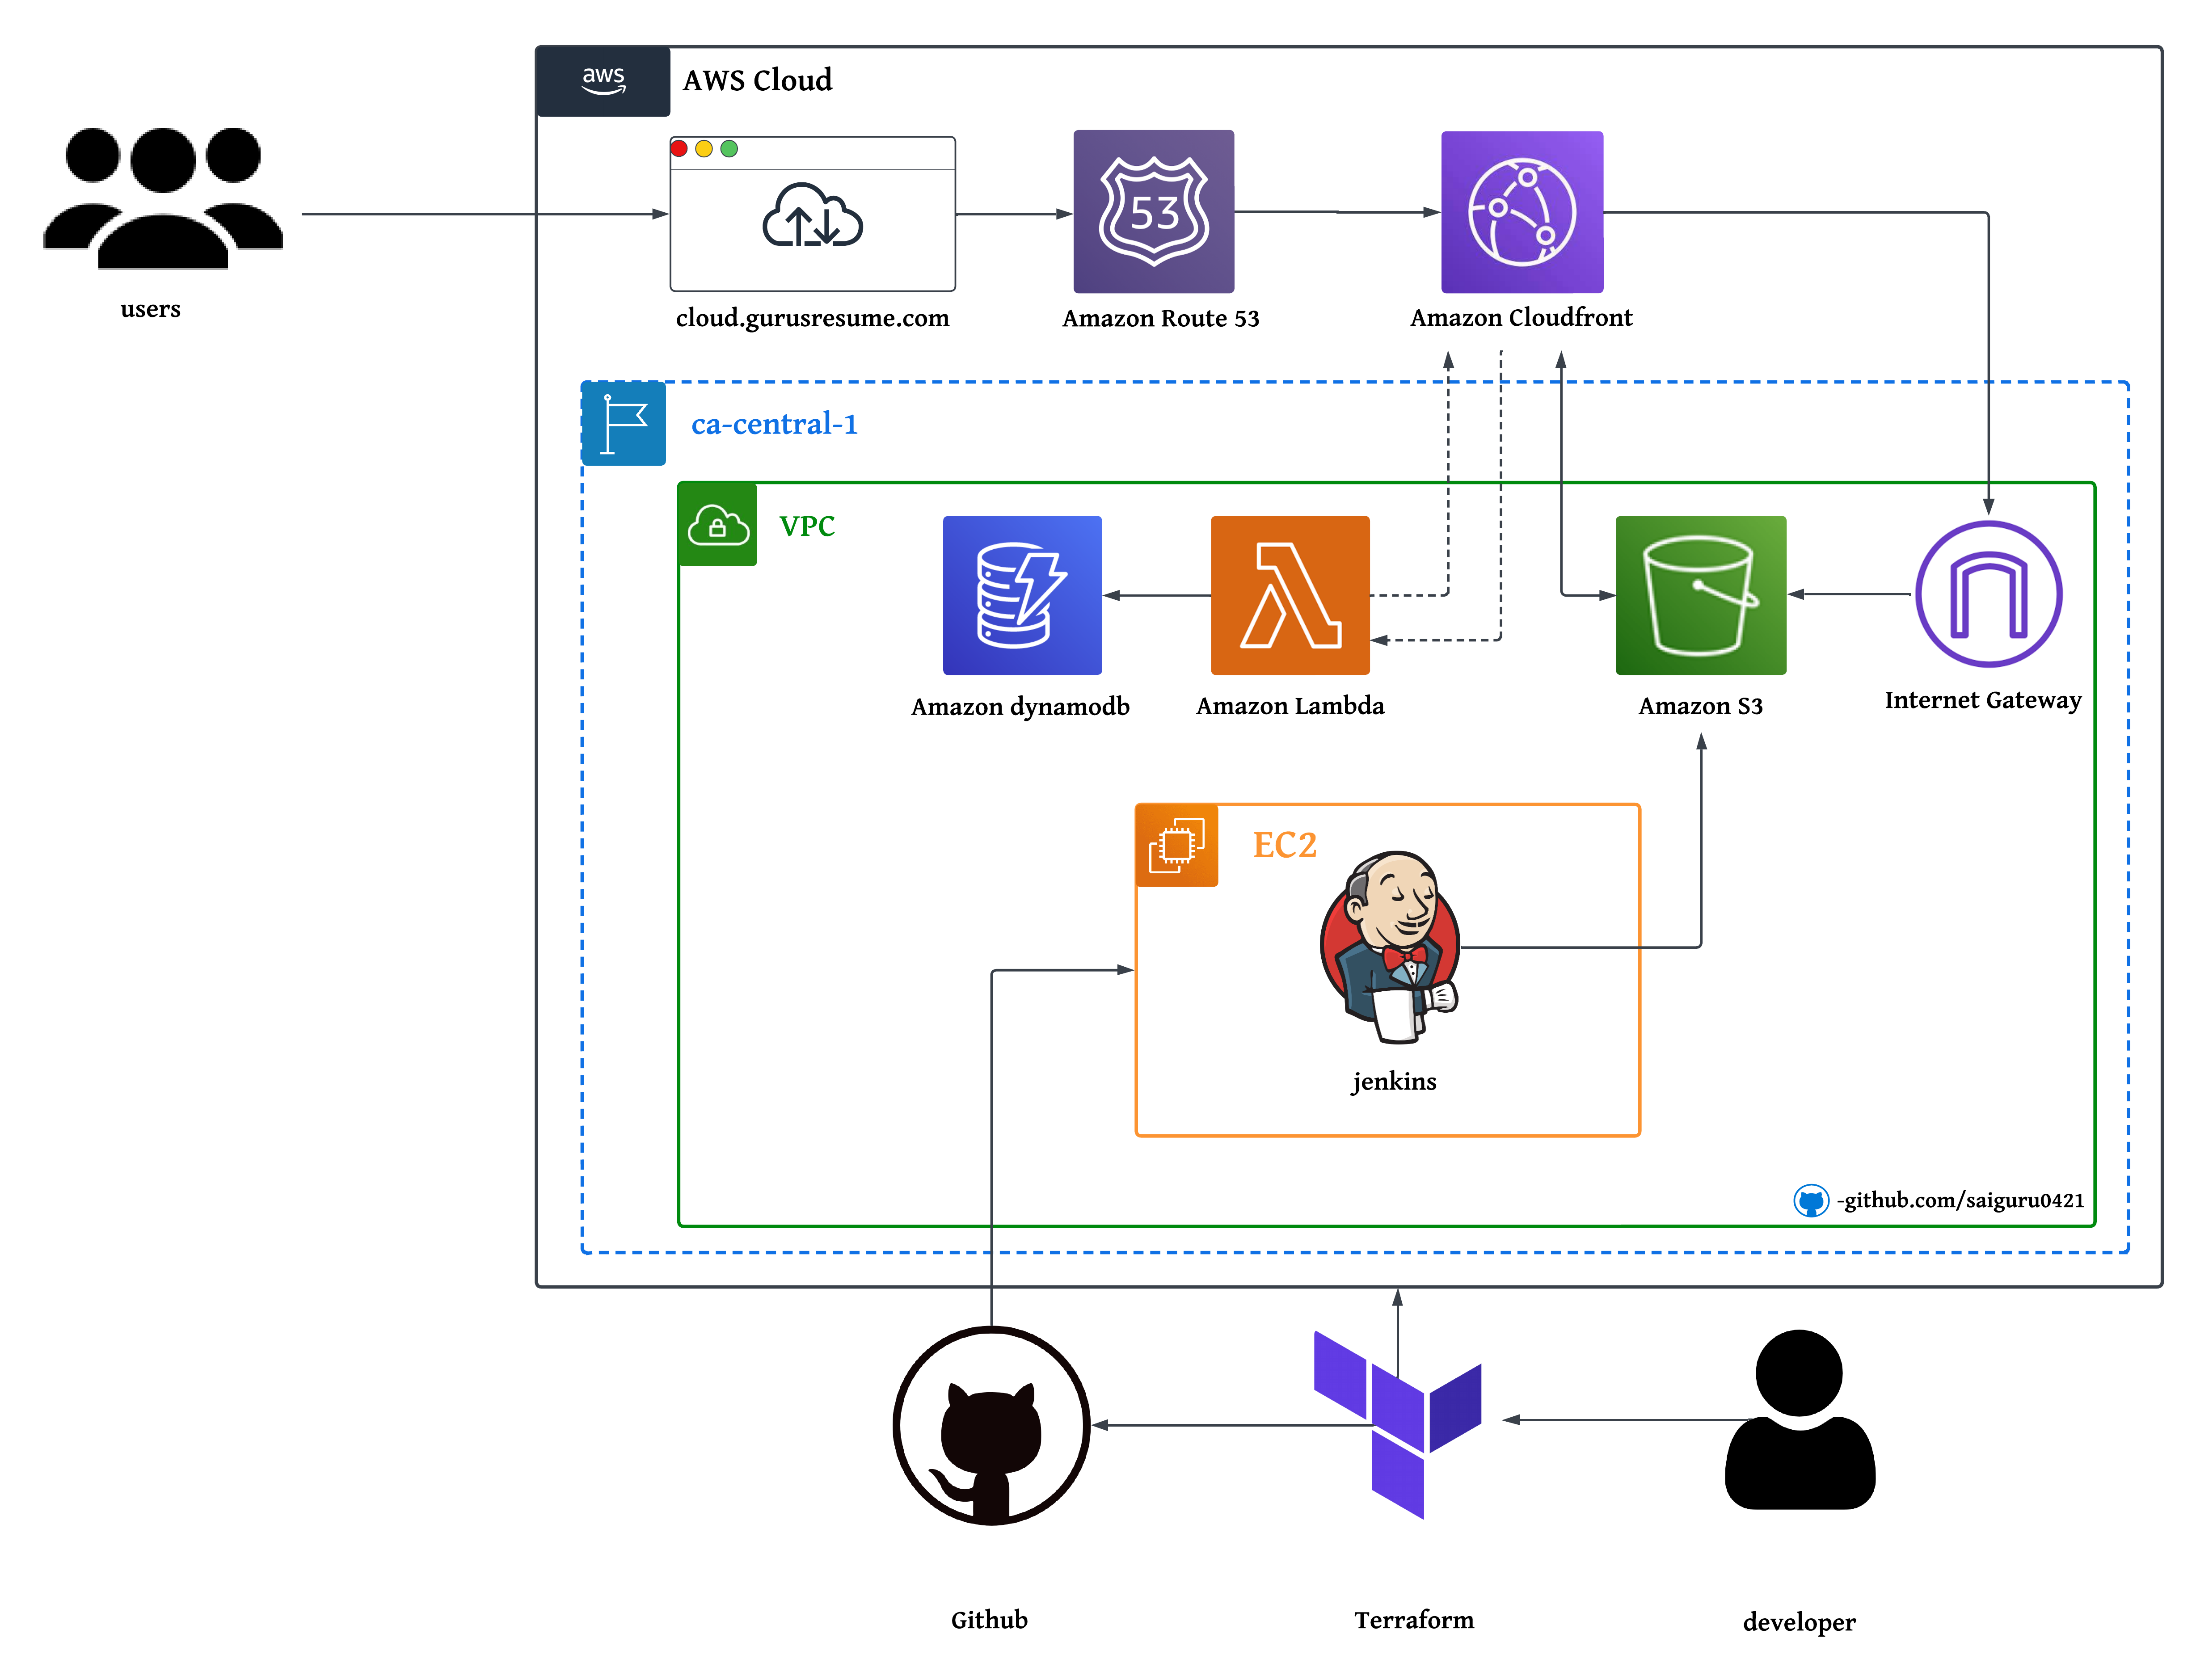 aws
AWS Cloud
users
cloud.gurusresume.com
53
Amazon Route 53
Amazon Cloudfront
ca-central-1
VPC
Amazon dynamodb
Amazon Lambda
Amazon S3
Internet Gateway
EC2
jenkins
-github.com/saiguru0421
Github
Terraform
developer